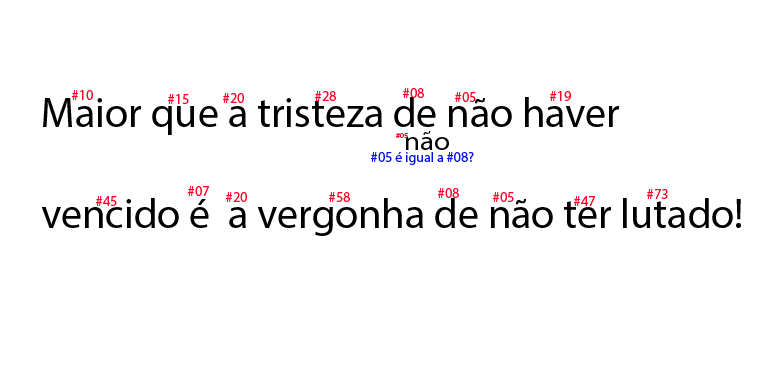 #10 #15 #20 #28 #08 #05 #19
Maior que a tristeza de não haver
#05 não
#05 é igual a #08?
#45 #07 #20 #58 #08 #05 #47 #73
vencido é a vergonha de não ter lutado!